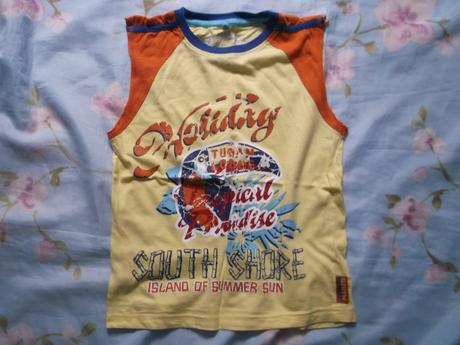 Holiday
TUCAN
Tropical
Paradise
SOUTH SHORE
ISLAND OF SUMMER SUN